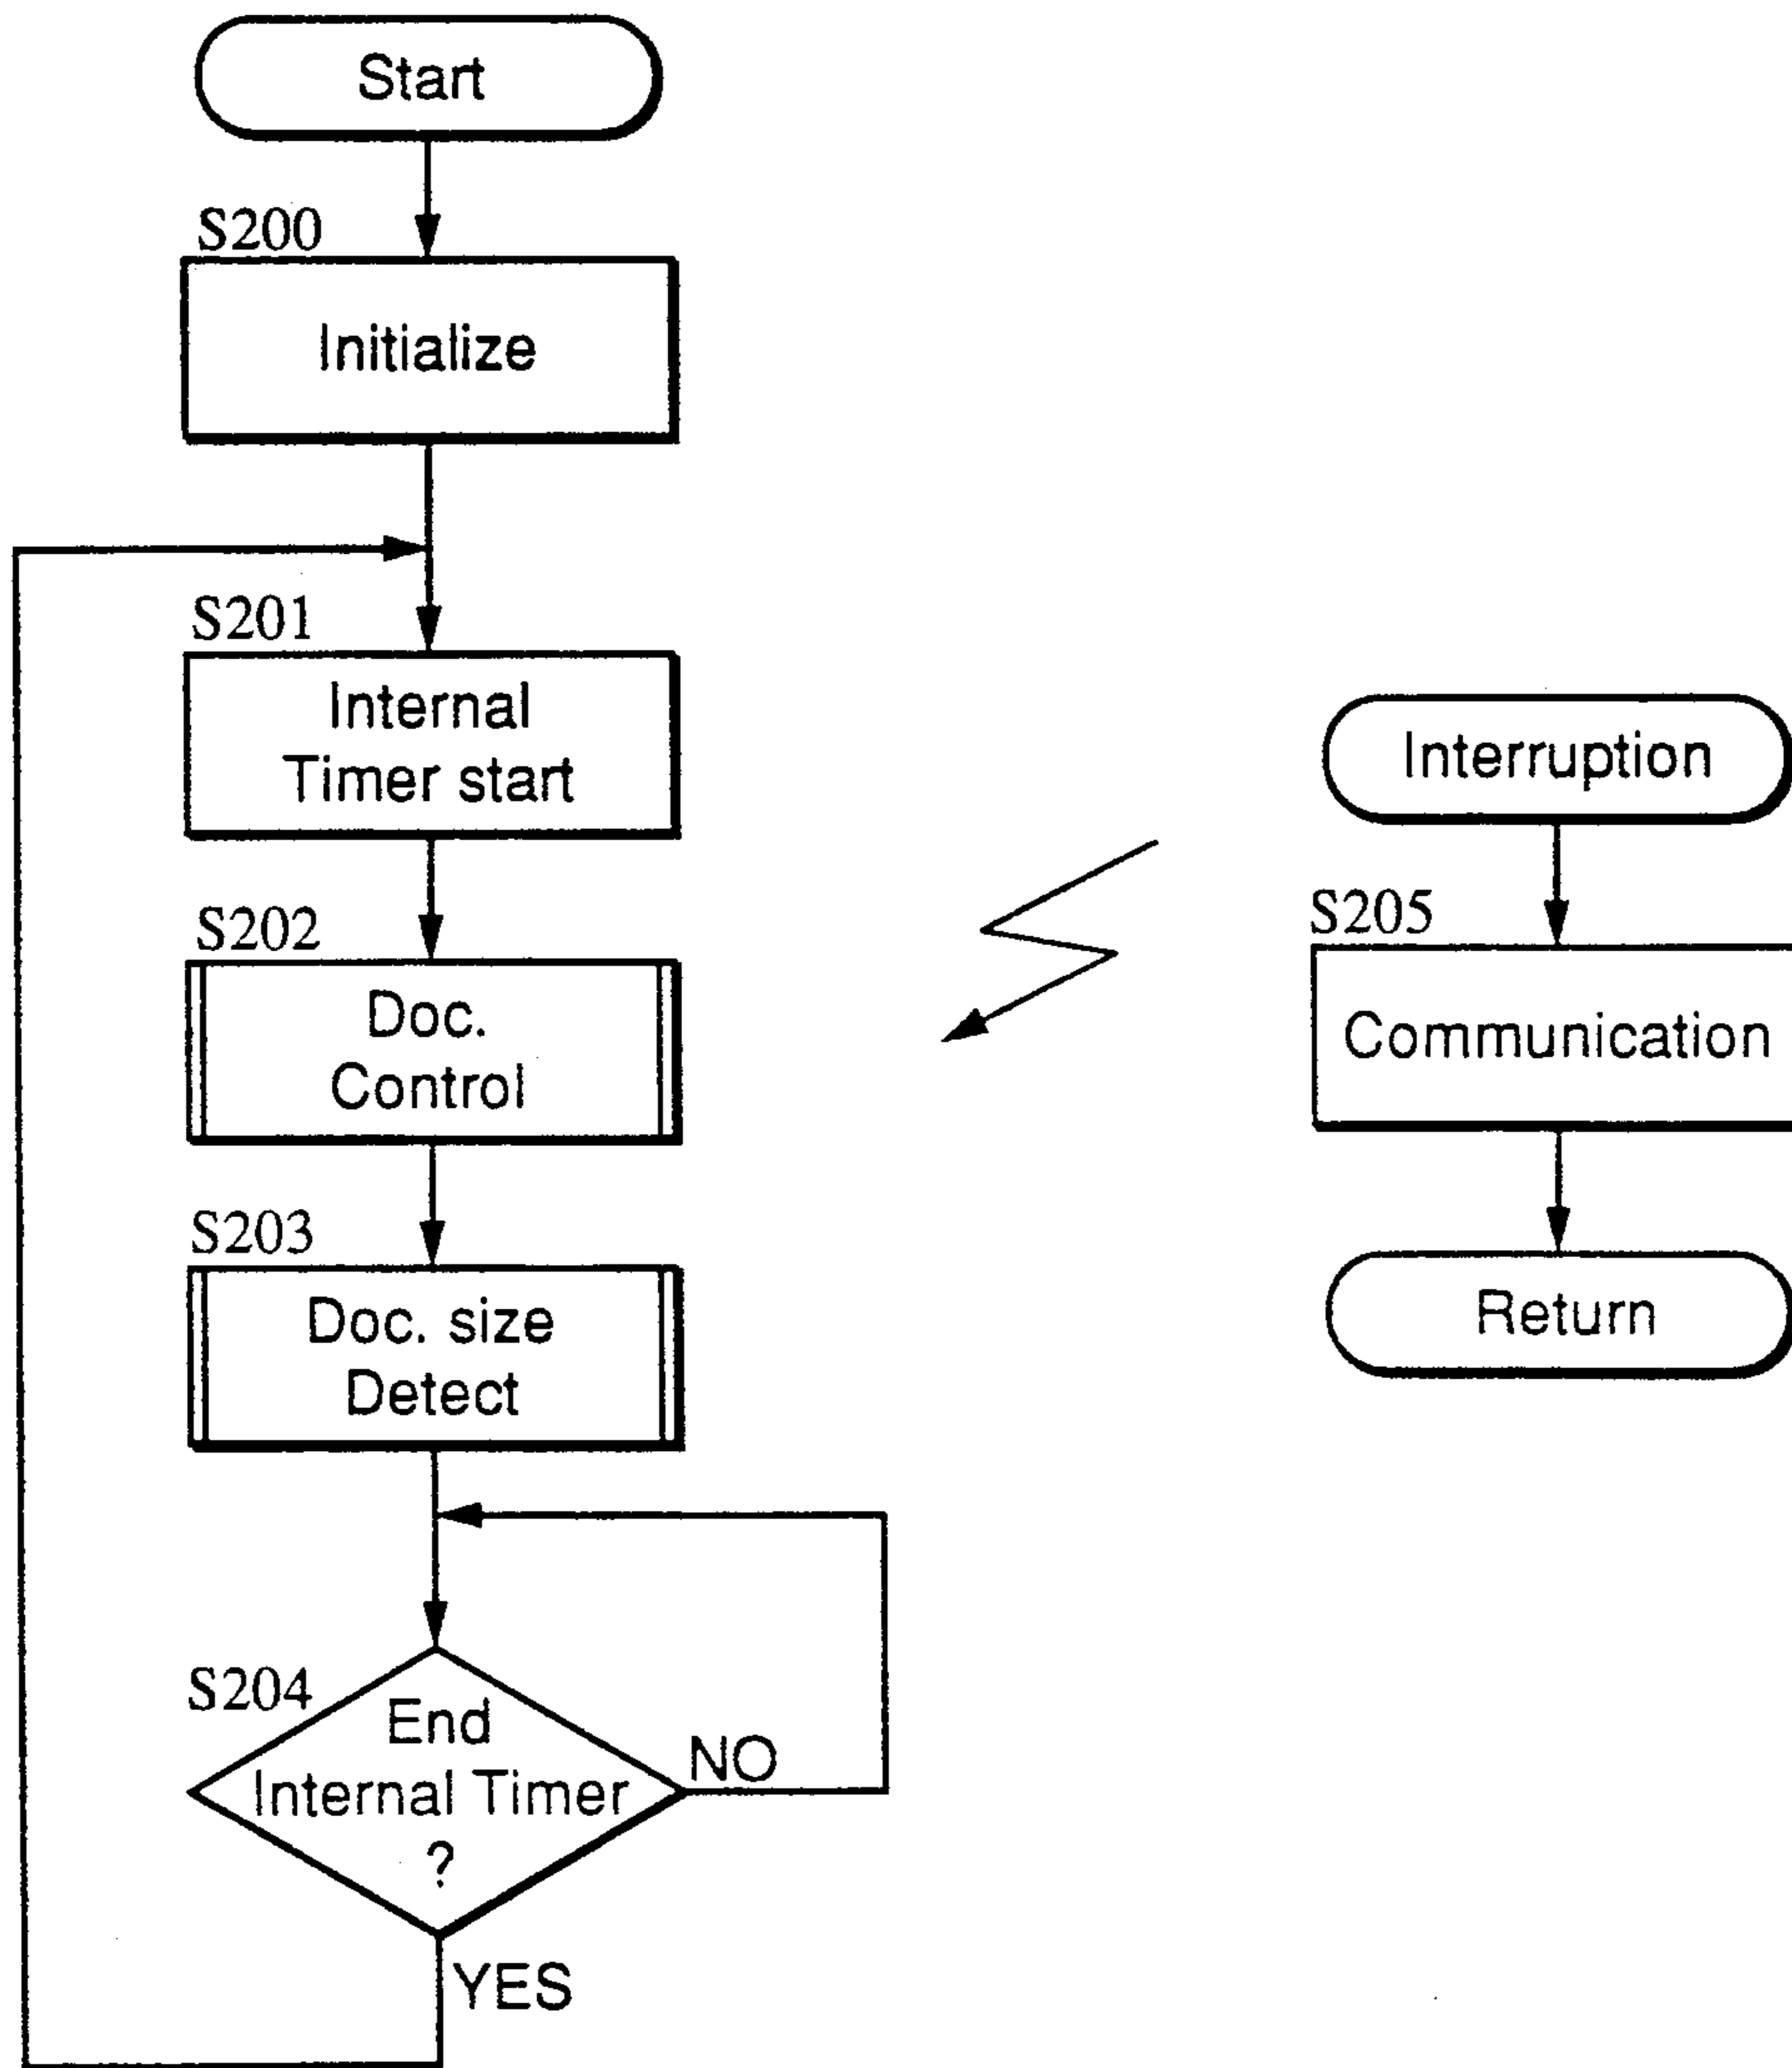 Start
S200
Initialize
S201
Internal
Timer start
S202
Doc.
Control
S203
Doc. size
Detect
S204
End
Internal Timer
?
NO
YES
Interruption
S205
Communication
Return